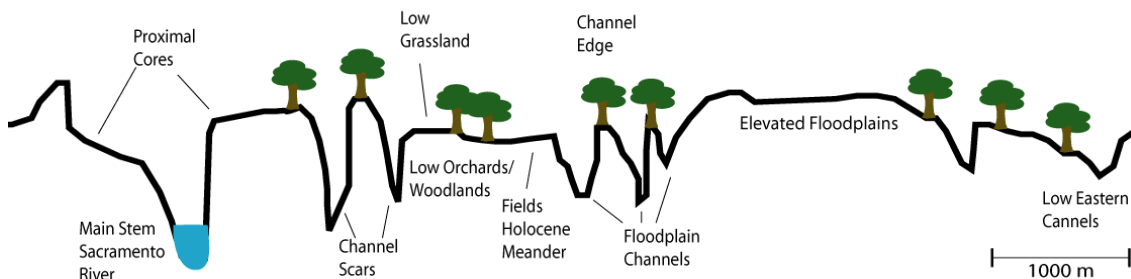 Proximal
Cores
Low
Grassland
Channel
Edge
Elevated Floodplains
Low Orchards/
Woodlands
Fields
Holocene
Meander
Main Stem
Sacramento
River
Channel
Scars
Floodplain
Channels
Low Eastern
Cannels
1000 m